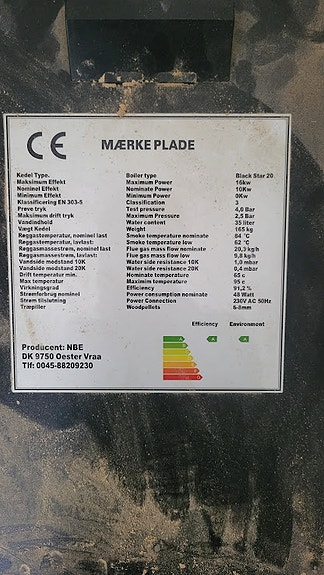 CE MÆRKE PLADE
Kedel Type. Boiler type Black Star 20
Maksimum Effekt Maximum Power 16kw
Nominel Effekt Nominate Power 10Kw
Minimum Effekt Minimum Power 0Kw
Klassificering EN 303-5 Classification 3
Prøve tryk Test pressure 4,0 Bar
Maksimum drift tryk Maximum Pressure 2,5 Bar
Vandindhold Water content 35 liter
Vægt Kedel Weight 165 kg
Røggastemperatur, nominel last Smoke temperature nominate 84 °C
Røggastemperatur, lavlast: Smoke temperature low 62 °C
Røggasmassestrøm, nominel last Flue gas mass flow nominate 20,3 kg/h
Røggasmassestrøm, lavlast: Flue gas mass flow low 9,8 kg/h
Vandside modstand 10K Water side resistance 10K 1,0 mbar
Vandside modstand 20K Water side resistance 20K 0,4 mbar
Drift temperatur min. Nominate temperature 65 c
Max temperatur Maximim temperature 95 c
Virkningsgrad Efficiency 91,2 %
Strømforbrug nominel Power consumption nominate 48 Watt
Strøm tilslutning Power Connection 230V AC 50Hz
Træpiller Woodpellets 6-8mm
Efficiency Environment
A A
Producent: NBE
DK 9750 Oester Vraa
Tlf: 0045-88209230